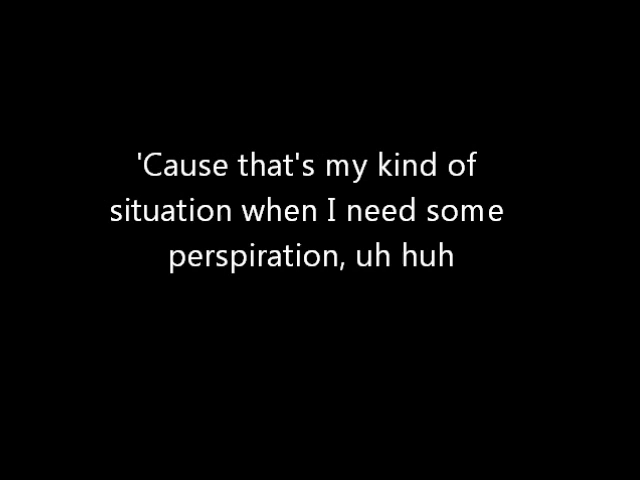 'Cause that's my kind of
situation when I need some
perspiration, uh huh